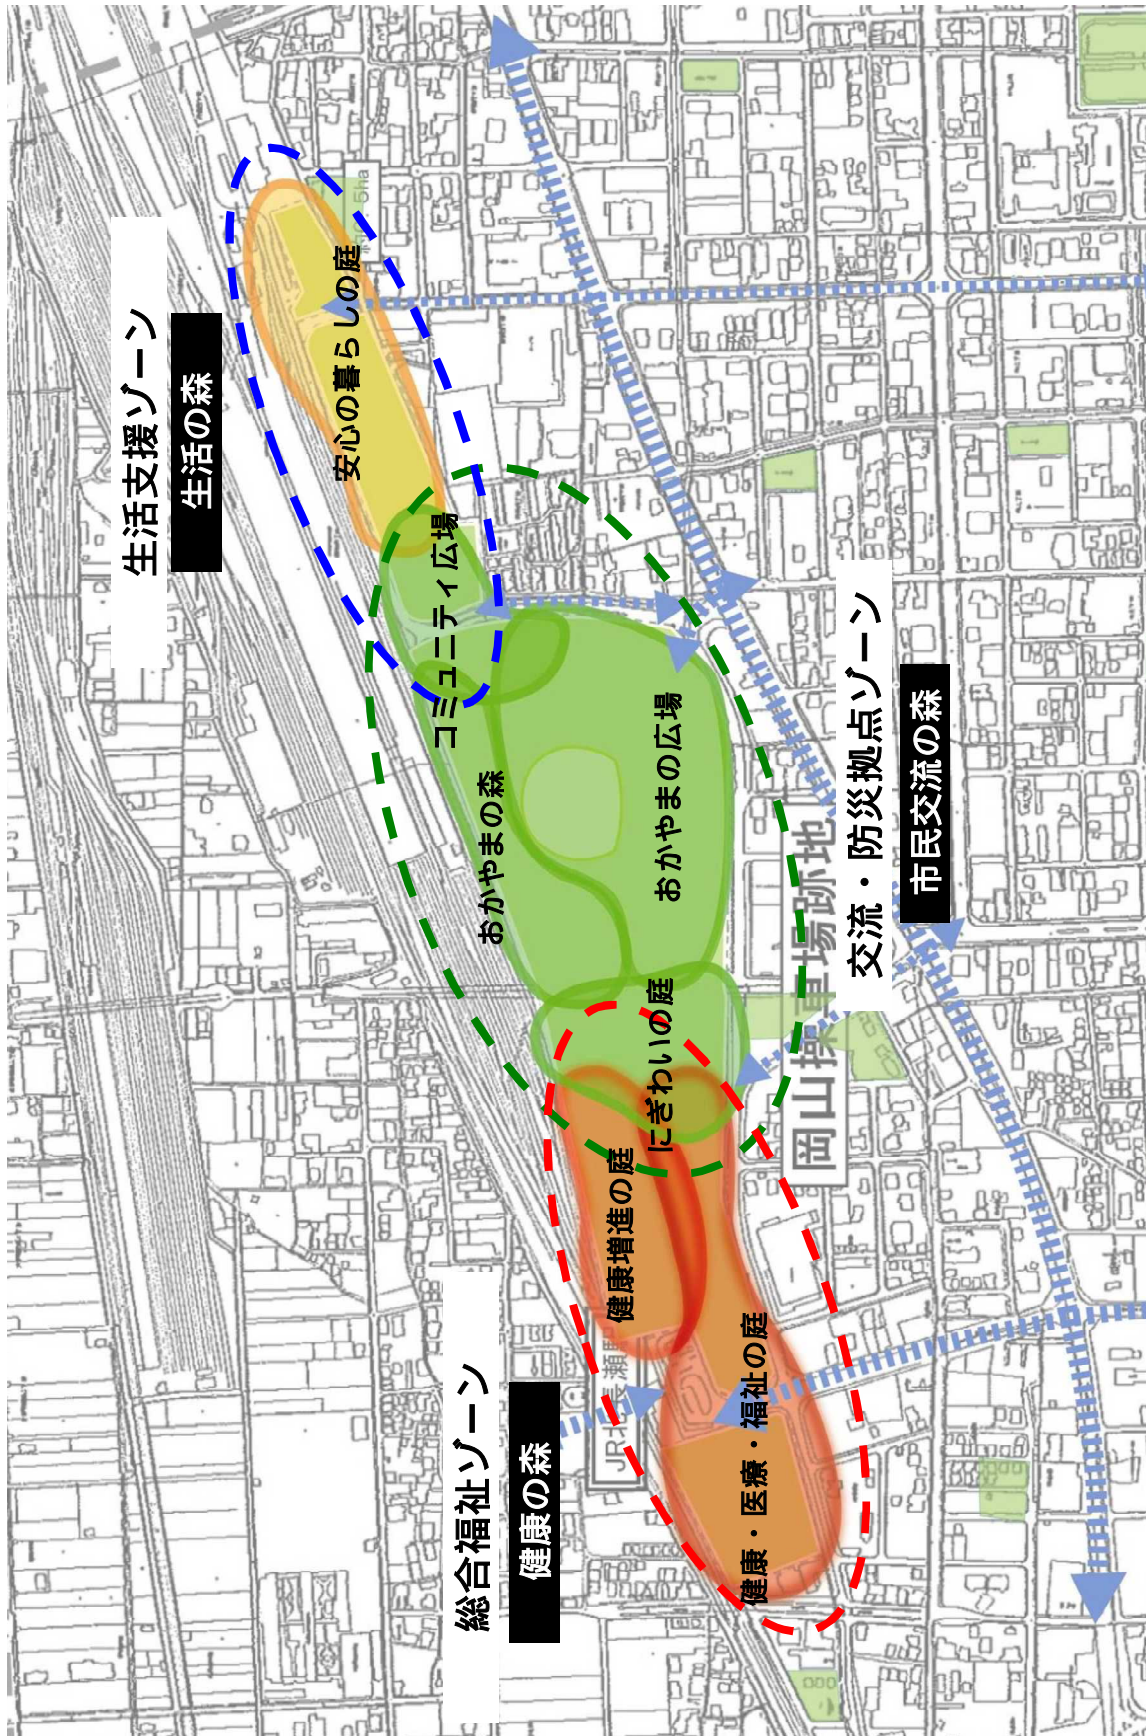 生活支援ゾーン
生活の森
安心の暮らしの庭
コミュニティ広場
おかやまの森
おかやまの広場
交流・防災拠点ゾーン
市民交流の森
にぎわいの庭
岡山操車場跡地
総合福祉ゾーン
健康の森
健康増進の庭
健康・医療・福祉の庭